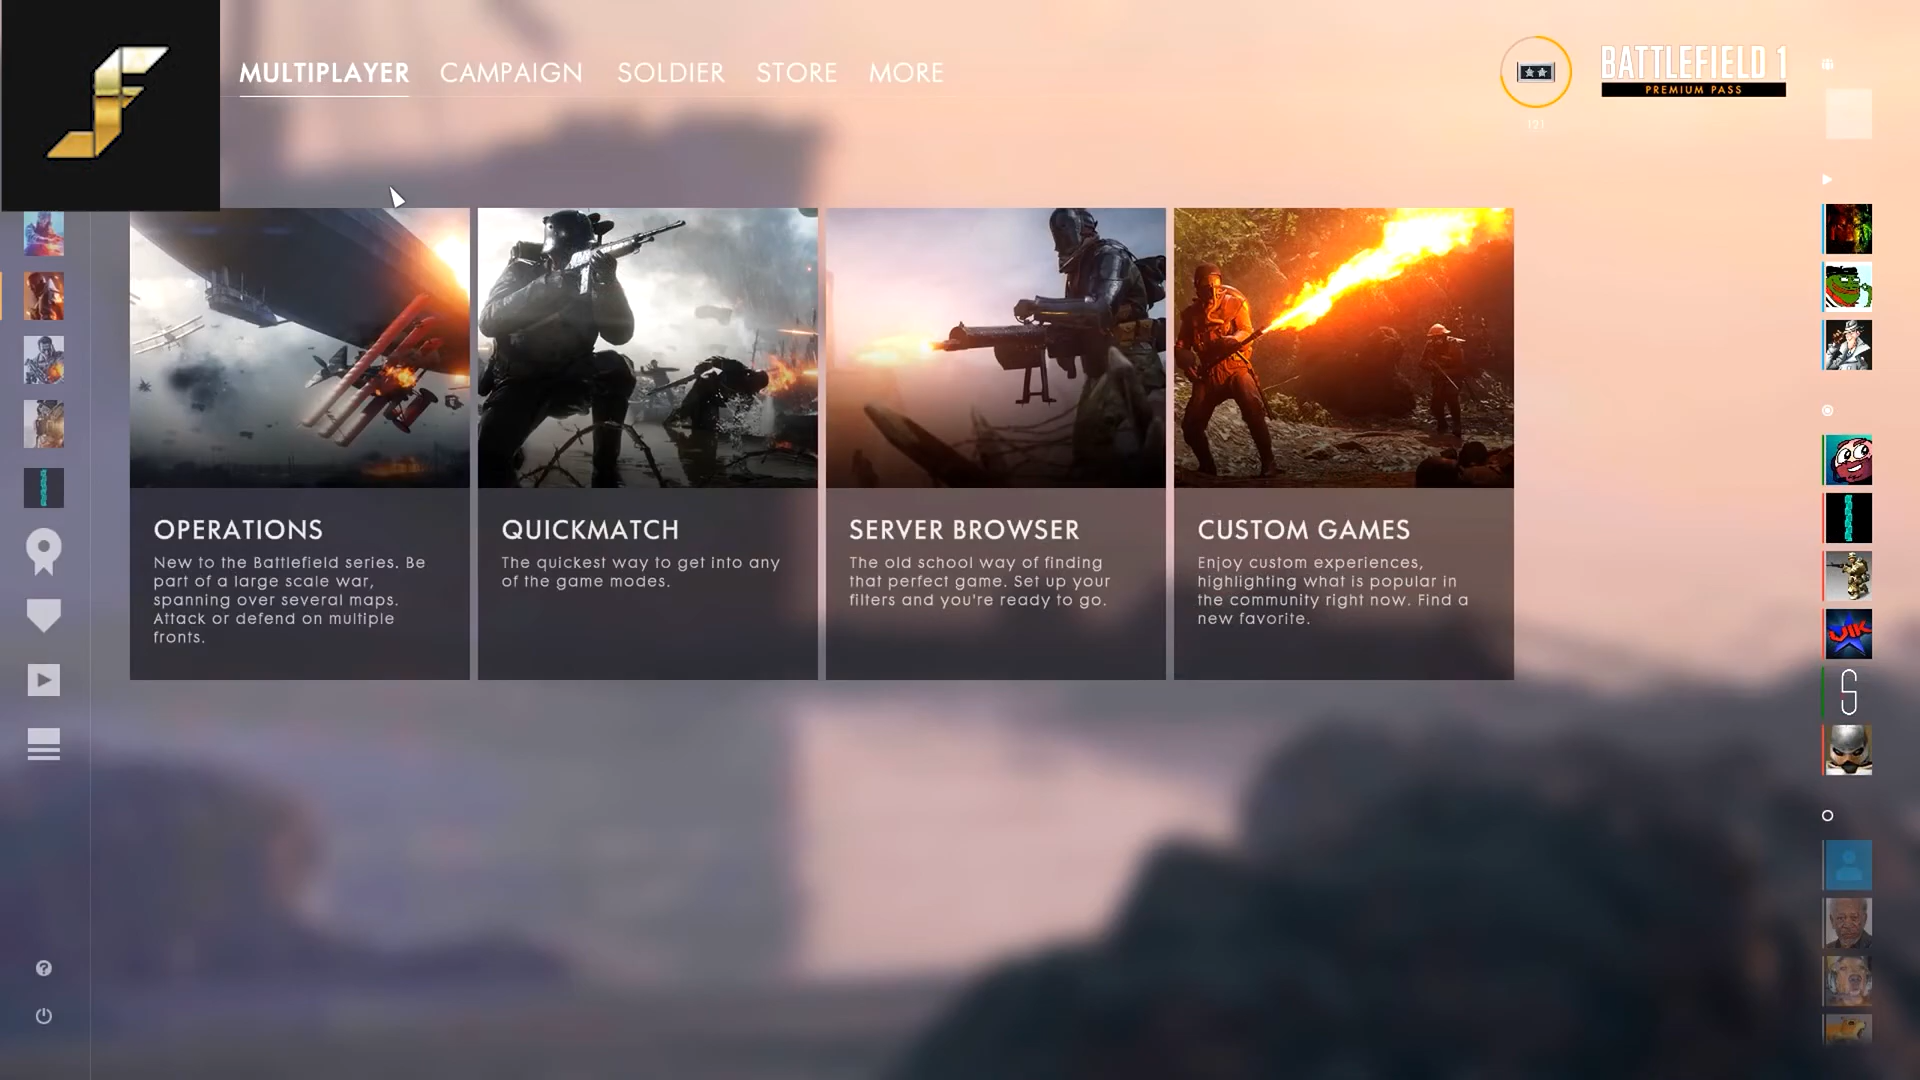 MULTIPLAYER CAMPAIGN SOLDIER STORE MORE
BATTLEFIELD 1
PREMIUM PASS
121
OPERATIONS
New to the Battlefield series. Be
part of a large scale war,
spanning over several maps.
Attack or defend on multiple
fronts.
QUICKMATCH
The quickest way to get into any
of the game modes.
SERVER BROWSER
The old school way of finding
that perfect game. Set up your
filters and you're ready to go.
CUSTOM GAMES
Enjoy custom experiences,
highlighting what is popular in
the community right now. Find a
new favorite.
VIK
S